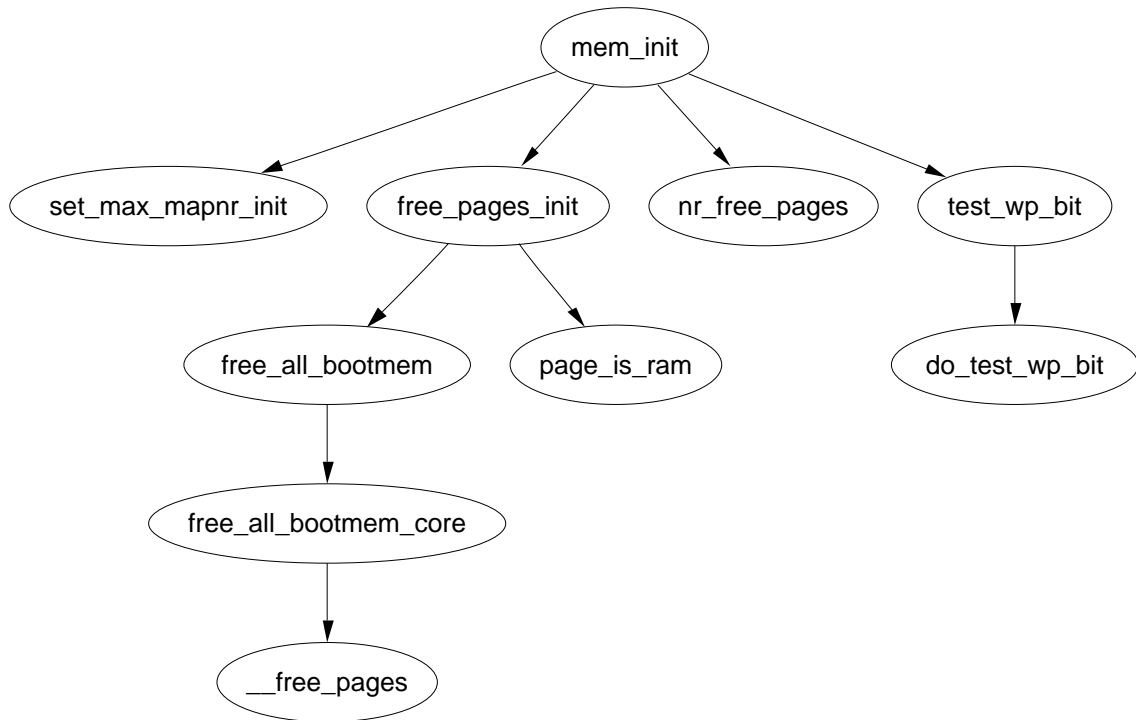 mem_init
set_max_mapnr_init
free_pages_init
nr_free_pages
test_wp_bit
free_all_bootmem
page_is_ram
do_test_wp_bit
free_all_bootmem_core
__free_pages